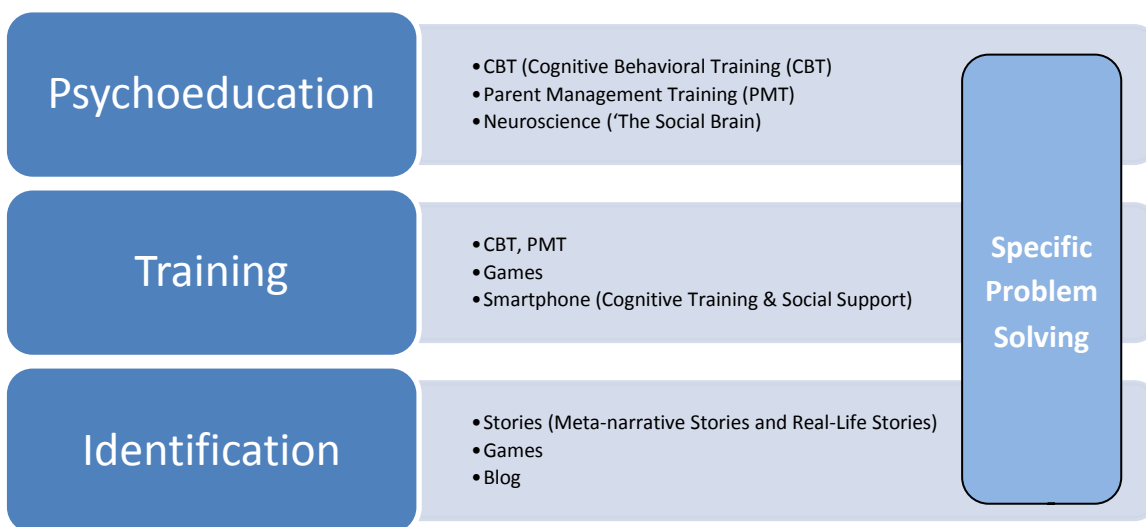 Psychoeducation
•CBT (Cognitive Behavioral Training (CBT)
•Parent Management Training (PMT)
•Neuroscience (‘The Social Brain)
Training
•CBT, PMT
•Games
•Smartphone (Cognitive Training & Social Support)
Identification
•Stories (Meta-narrative Stories and Real-Life Stories)
•Games
•Blog
Specific
Problem
Solving